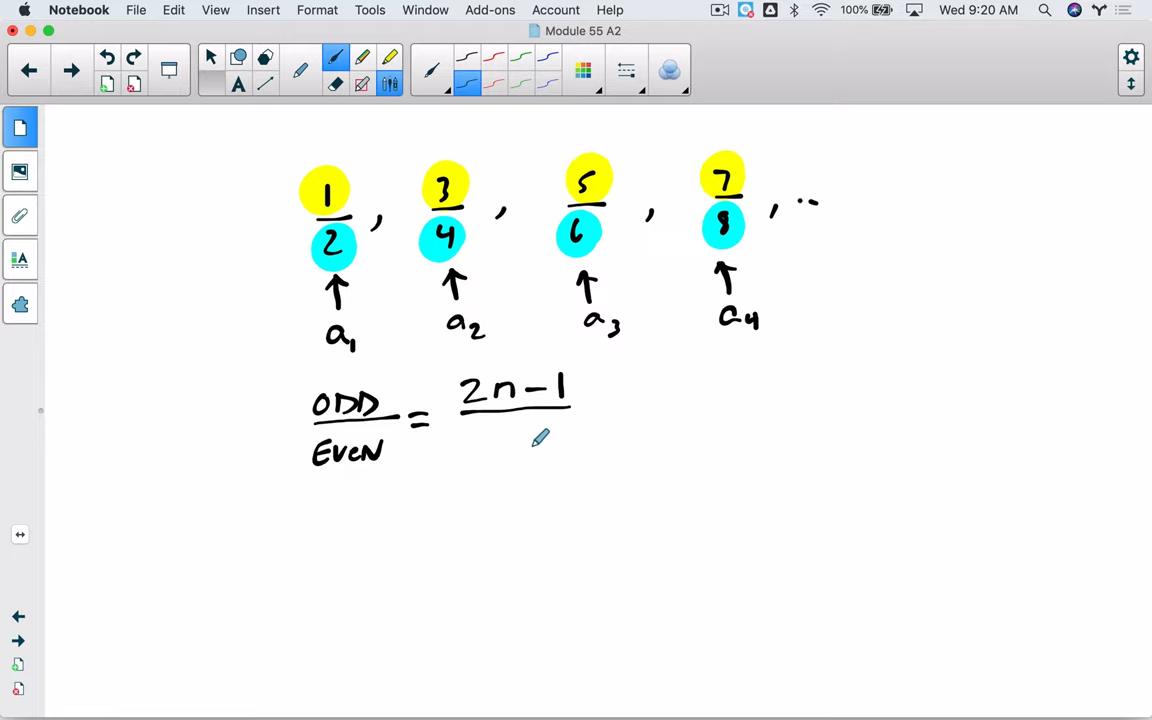 Notebook File Edit View Insert Format Tools Window Add-ons Account Help 100% Wed 9:20 AM
Module 55 A2
A
A
1 3 5 7
— , — , — , — , ..
2 4 6 8
a1 a2 a3 a4
ODD = 2n-1
EVEN